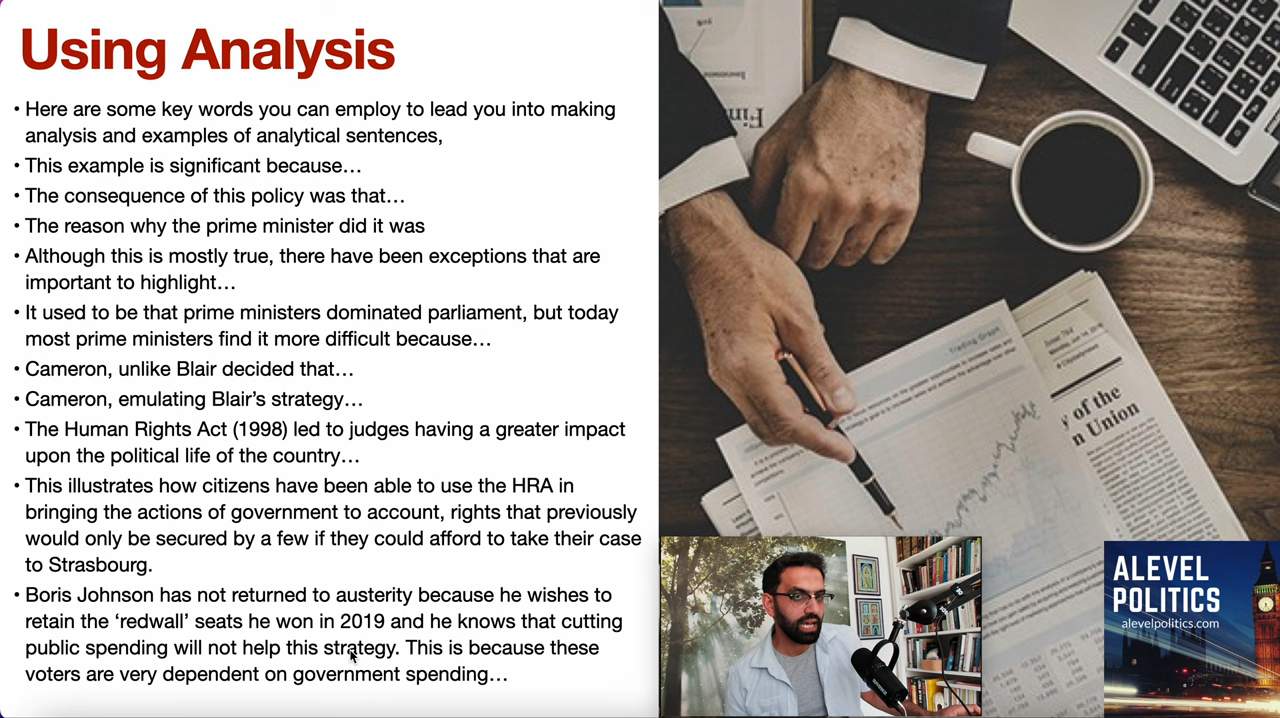 Using Analysis
• Here are some key words you can employ to lead you into making
analysis and examples of analytical sentences,
• This example is significant because…
• The consequence of this policy was that…
• The reason why the prime minister did it was
• Although this is mostly true, there have been exceptions that are
important to highlight…
• It used to be that prime ministers dominated parliament, but today
most prime ministers find it more difficult because…
• Cameron, unlike Blair decided that…
• Cameron, emulating Blair’s strategy…
• The Human Rights Act (1998) led to judges having a greater impact
upon the political life of the country…
• This illustrates how citizens have been able to use the HRA in
bringing the actions of government to account, rights that previously
would only be secured by a few if they could afford to take their case
to Strasbourg.
• Boris Johnson has not returned to austerity because he wishes to
retain the ‘redwall’ seats he won in 2019 and he knows that cutting
public spending will not help this strategy. This is because these
voters are very dependent on government spending…
Trading Graph
y of the
n Union
ALEVEL
POLITICS
alevelpolitics.com